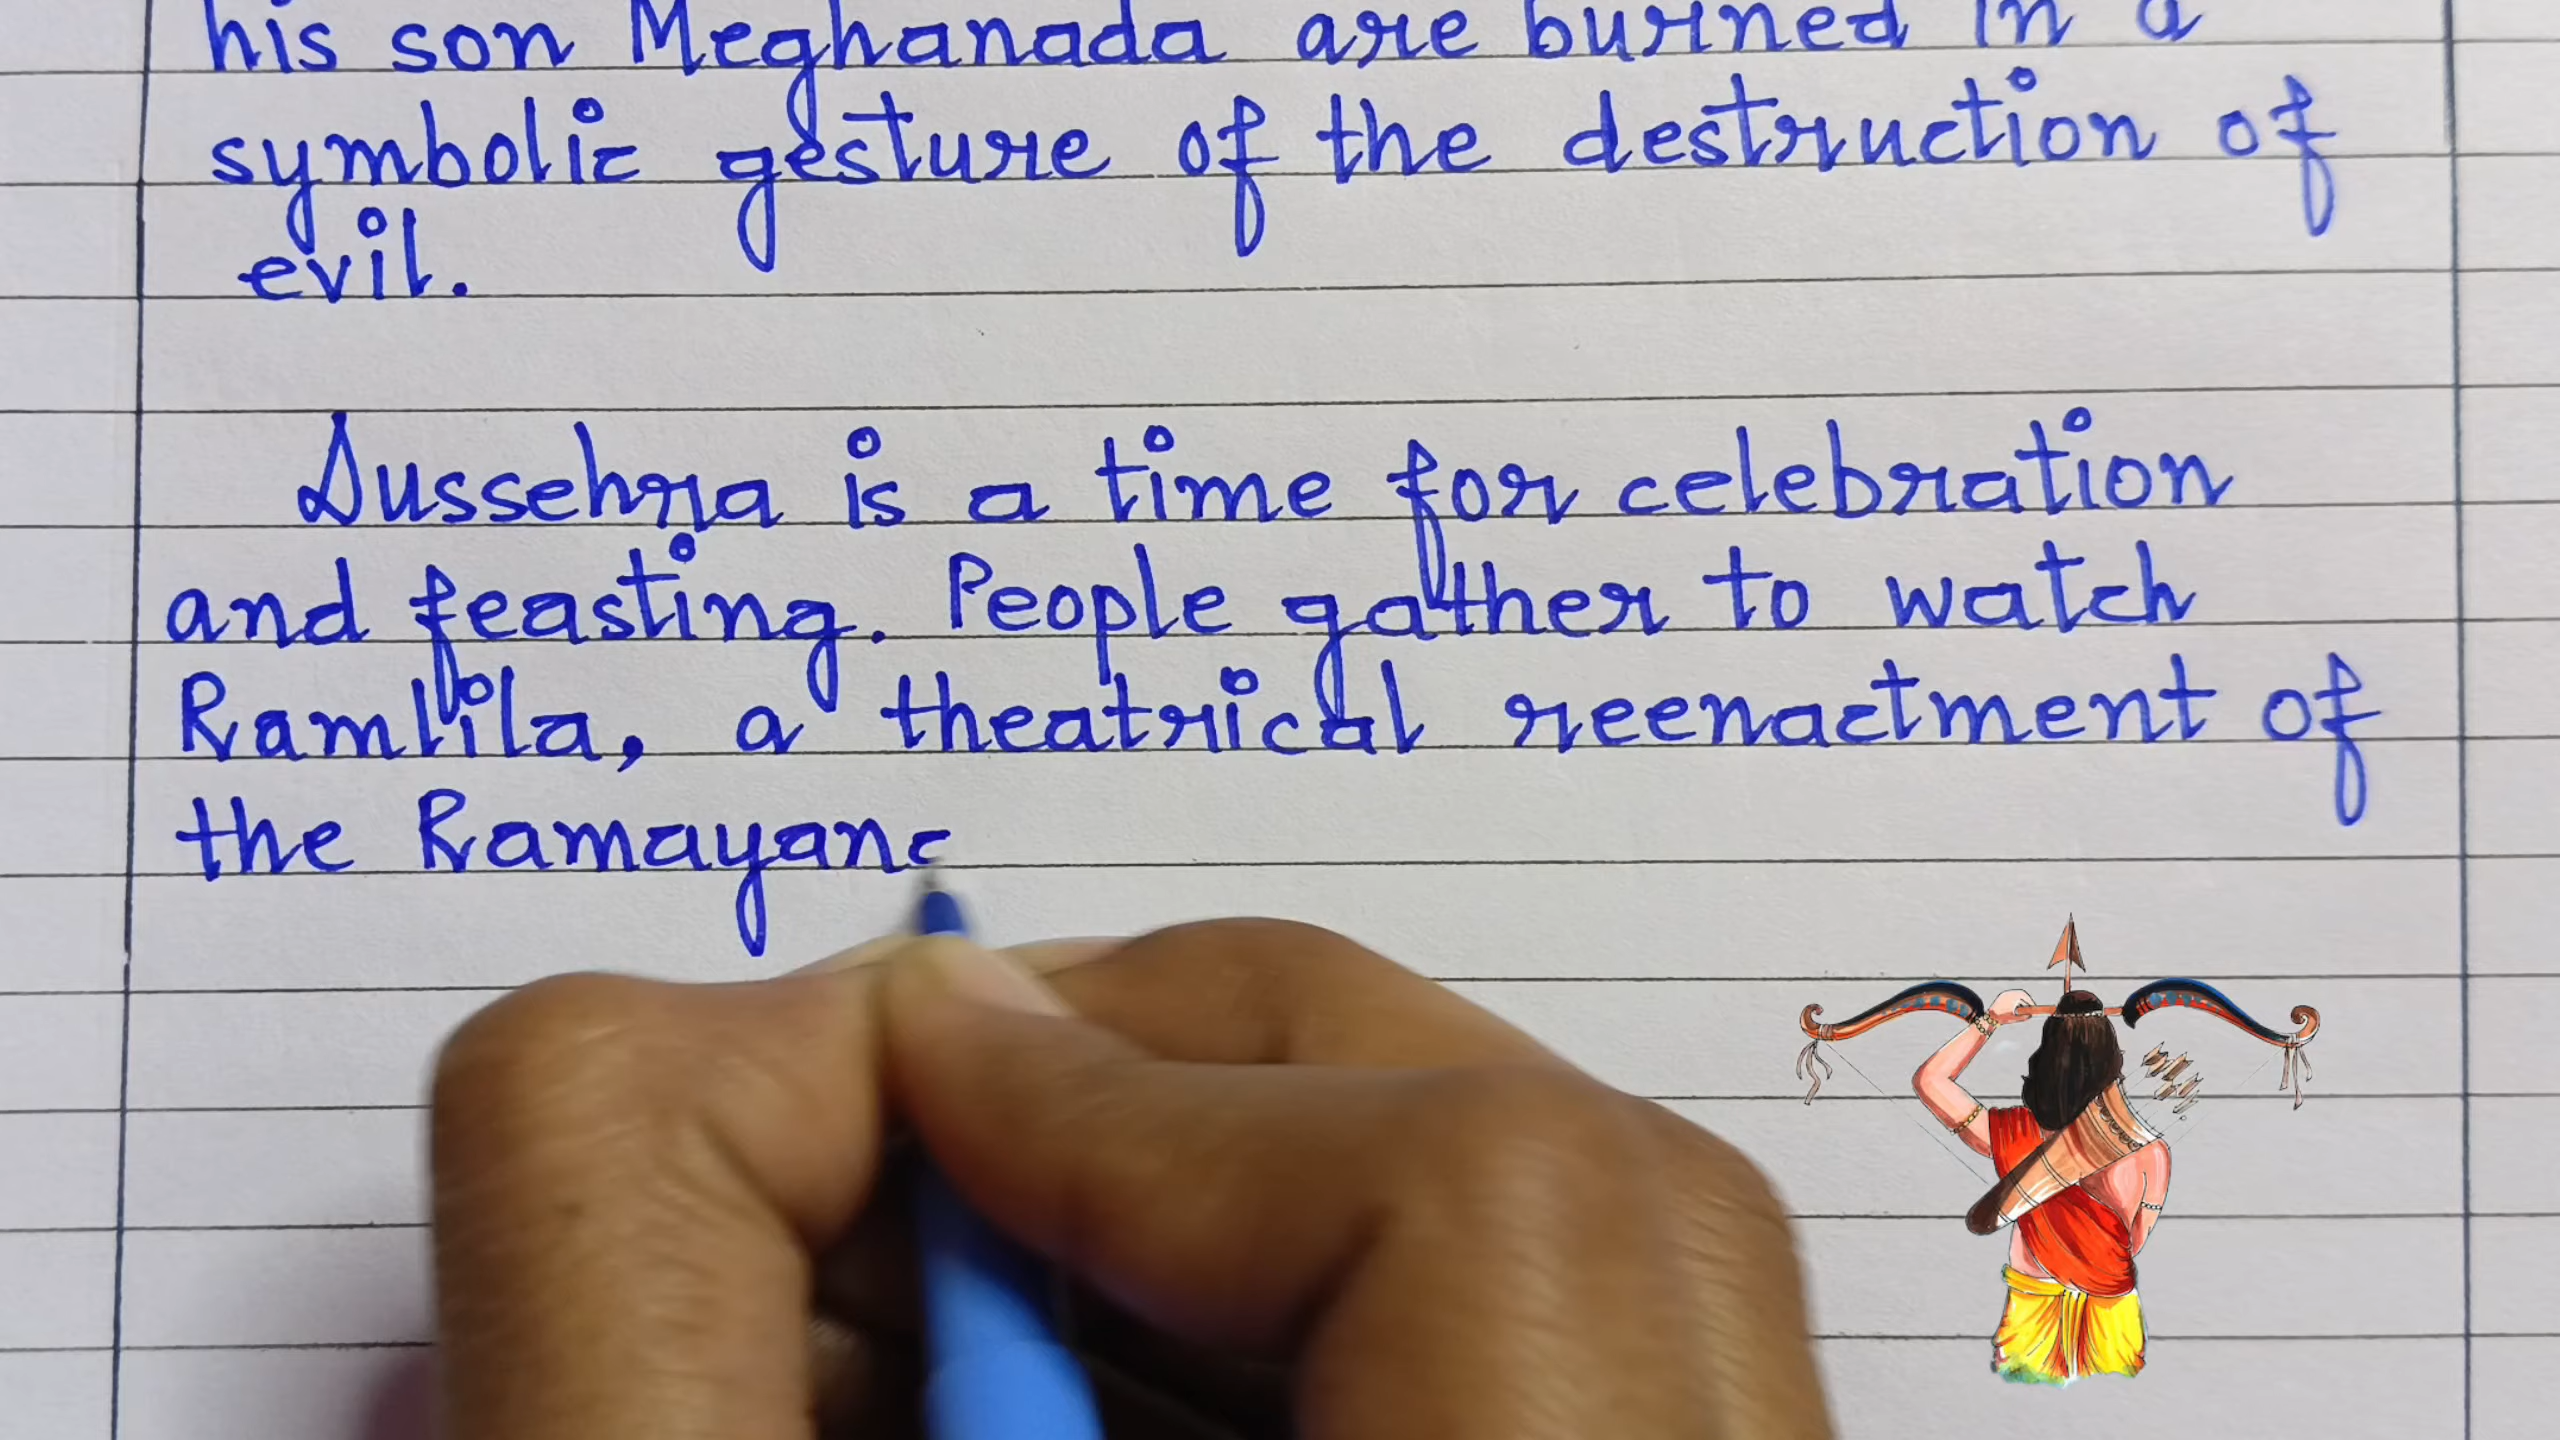 his son Meghanada are burned in a
symbolic gesture of the destruction of
evil.
Dussehra is a time for celebration
and feasting. People gather to watch
Ramlila, a theatrical reenactment of
the Ramayana